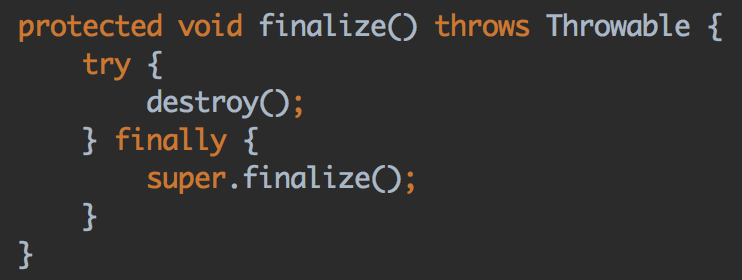 protected void finalize() throws Throwable {
    try {
        destroy();
    } finally {
        super.finalize();
    }
}